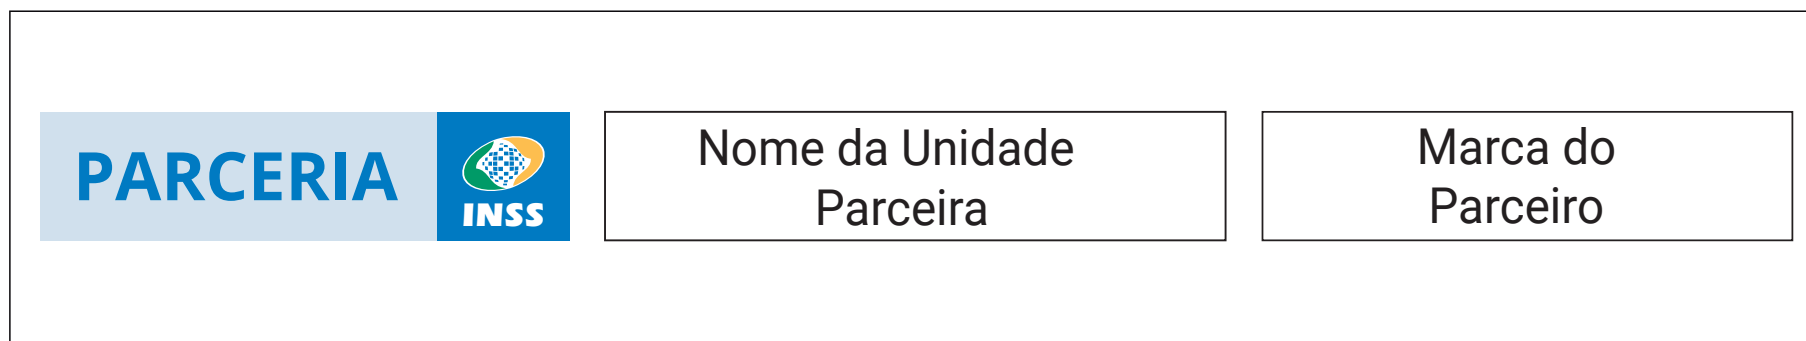 PARCERIA
INSS
Nome da Unidade
Parceira
Marca do
Parceiro